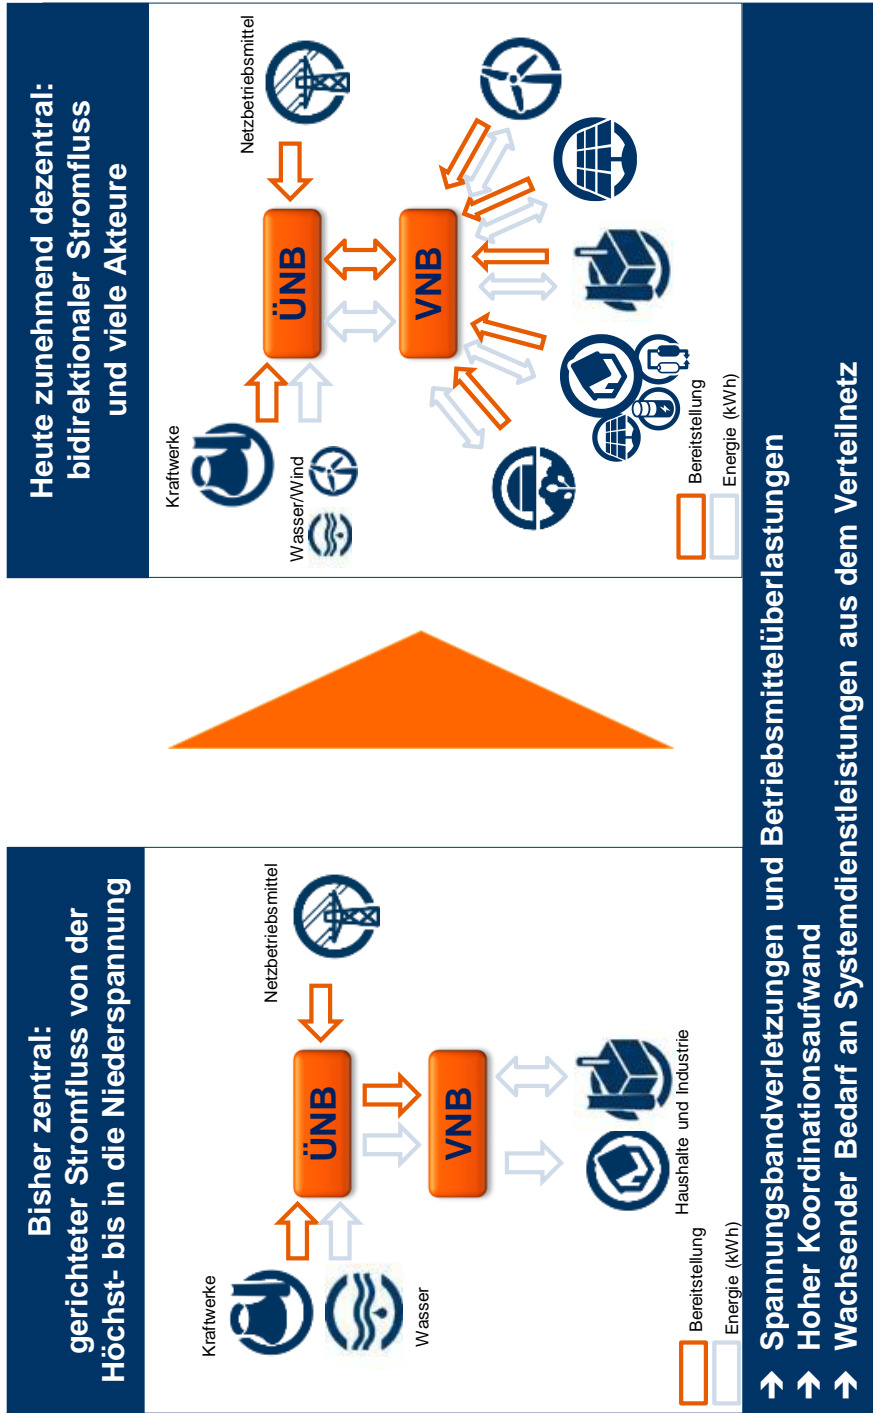 Bisher zentral:
gerichteter Stromfluss von der
Höchst- bis in die Niederspannung
Kraftwerke
Wasser
Netzbetriebsmittel
ÜNB
VNB
Haushalte und Industrie
Bereitstellung
Energie (kWh)
Heute zunehmend dezentral:
bidirektionaler Stromfluss
und viele Akteure
Kraftwerke
Wasser/Wind
Netzbetriebsmittel
ÜNB
VNB
Bereitstellung
Energie (kWh)
➔ Spannungsbandverletzungen und Betriebsmittelüberlastungen
➔ Hoher Koordinationsaufwand
➔ Wachsender Bedarf an Systemdienstleistungen aus dem Verteilnetz